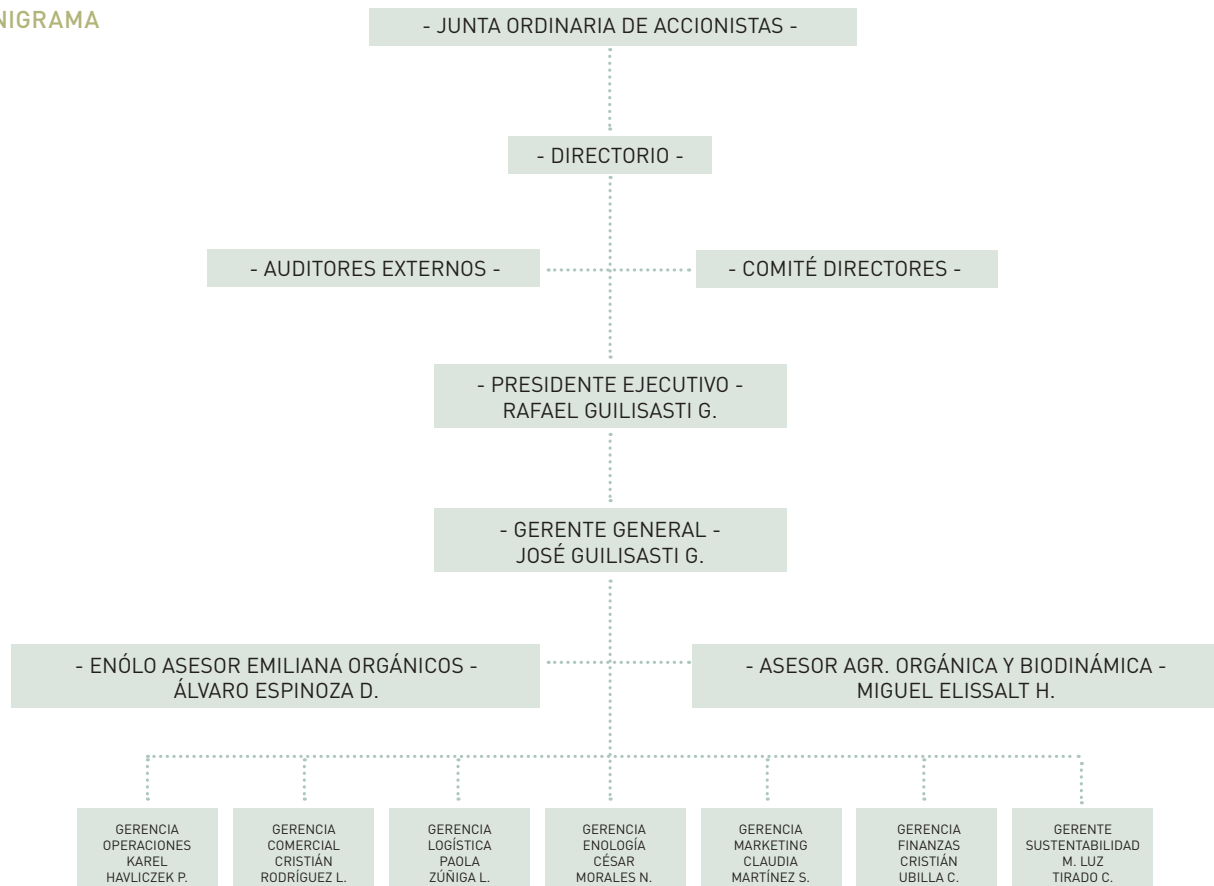 NIGRAMA
- JUNTA ORDINARIA DE ACCIONISTAS -
- DIRECTORIO -
- AUDITORES EXTERNOS -
- COMITÉ DIRECTORES -
- PRESIDENTE EJECUTIVO -
RAFAEL GUILISASTI G.
- GERENTE GENERAL -
JOSÉ GUILISASTI G.
- ENÓLO ASESOR EMILIANA ORGÁNICOS -
ÁLVARO ESPINOZA D.
- ASESOR AGR. ORGÁNICA Y BIODINÁMICA -
MIGUEL ELISSALT H.
GERENCIA
OPERACIONES
KAREL
HAVLICZEK P.
GERENCIA
COMERCIAL
CRISTIÁN
RODRÍGUEZ L.
GERENCIA
LOGÍSTICA
PAOLA
ZÚÑIGA L.
GERENCIA
ENOLOGÍA
CÉSAR
MORALES N.
GERENCIA
MARKETING
CLAUDIA
MARTÍNEZ S.
GERENCIA
FINANZAS
CRISTIÁN
UBILLA C.
GERENTE
SUSTENTABILIDAD
M. LUZ
TIRADO C.